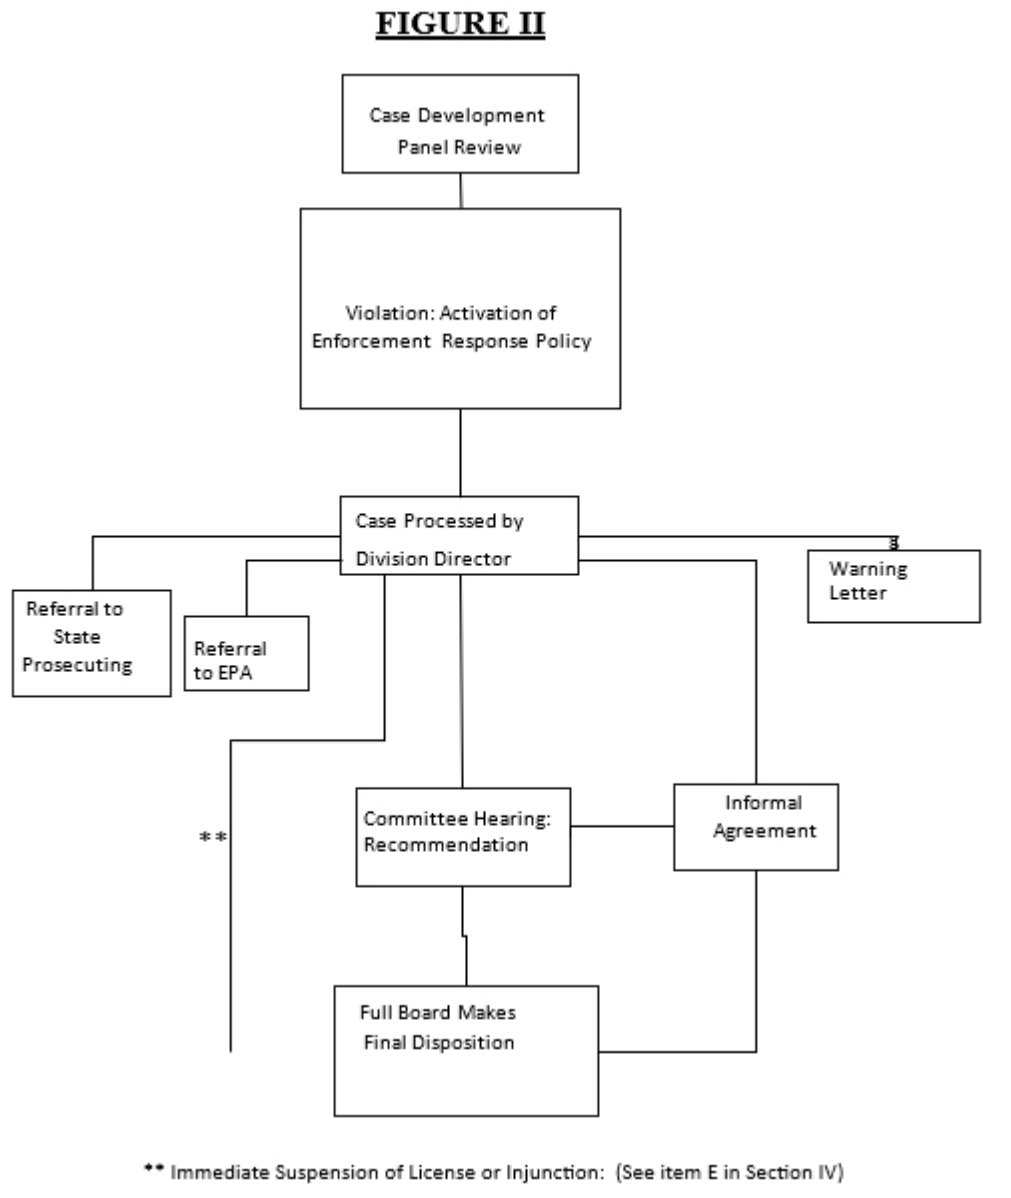 FIGURE II
Case Development
Panel Review
Violation: Activation of
Enforcement Response Policy
Case Processed by
Division Director
Warning
Letter
Referral to
State
Prosecuting
Referral
to EPA
Informal
Agreement
Committee Hearing:
Recommendation
**
Full Board Makes
Final Disposition
** Immediate Suspension of License or Injunction: (See item E in Section IV)